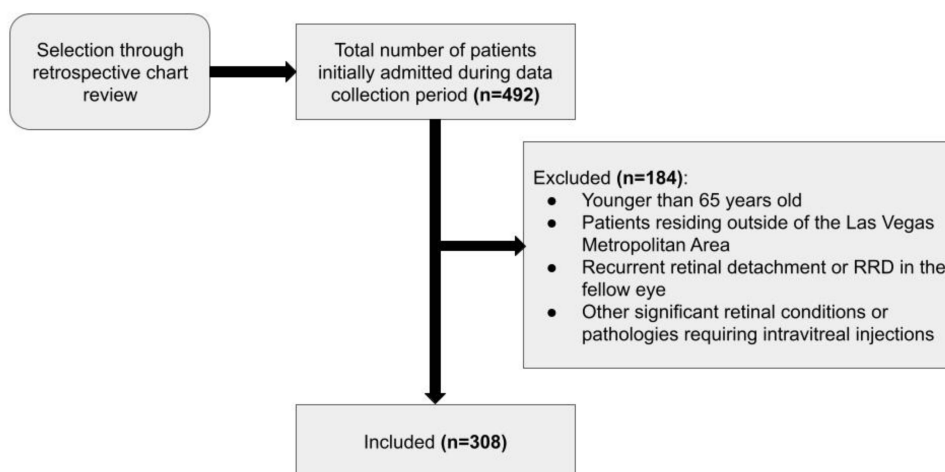 Selection through
retrospective chart
review
Total number of patients
initially admitted during data
collection period (n=492)
Excluded (n=184):
● Younger than 65 years old
● Patients residing outside of the Las Vegas
Metropolitan Area
● Recurrent retinal detachment or RRD in the
fellow eye
● Other significant retinal conditions or
pathologies requiring intravitreal injections
Included (n=308)